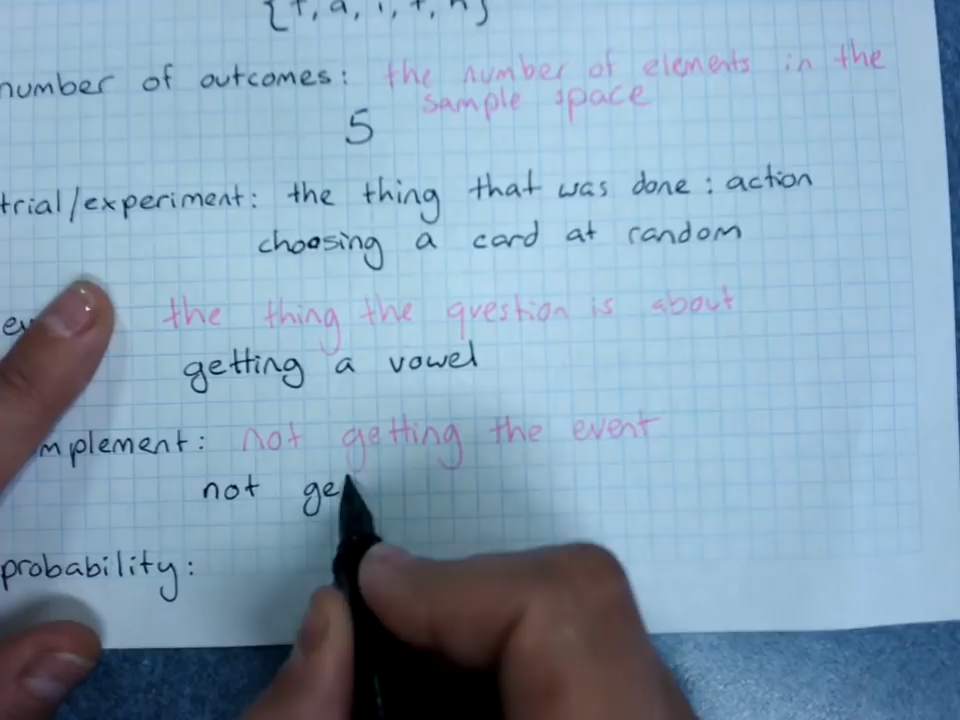 number of outcomes: the number of elements in the
sample space
5
trial/experiment: the thing that was done: action
choosing a card at random
the thing the question is about
getting a vowel
mplement: not getting the event
not ge
probability: